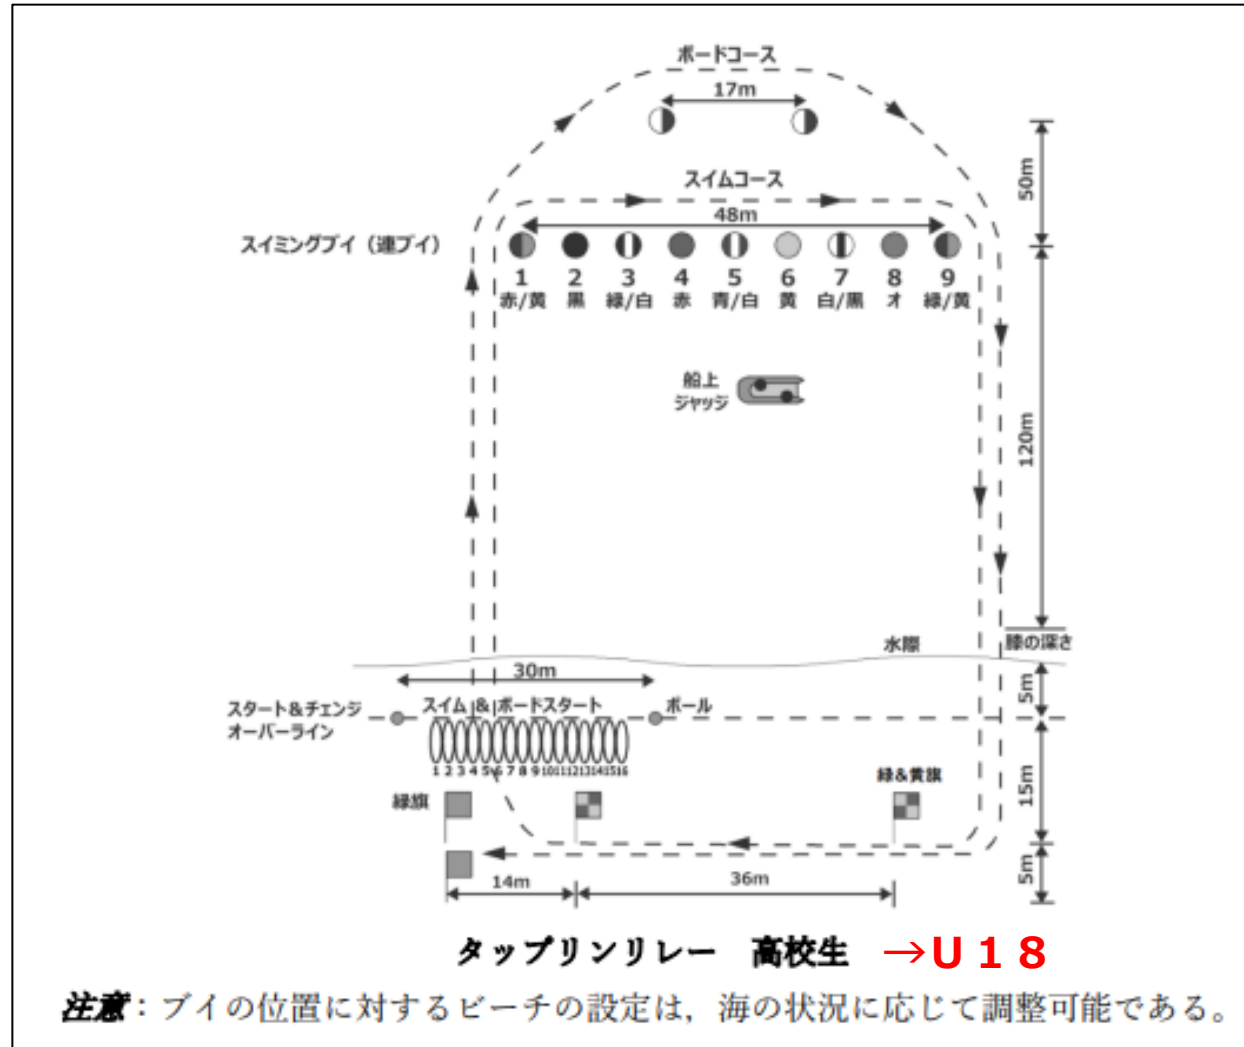 ボードコース
17m
50m
スイムコース
48m
スイミングブイ（連ブイ）
1 2 3 4 5 6 7 8 9
赤/黄 黒 緑/白 赤 青/白 黄 白/黒 オ 緑/黄
船上
ジャッジ
120m
水際
膝の深さ
30m
5m
スタート&チェンジ
オーバーライン
スイム & ボードスタート
ポール
1 2 3 4 5 6 7 8 9 10 11 12 13 14 15 16
緑旗
緑&黄旗
15m
14m
36m
5m
タップリンリレー　高校生　→U18
注意：ブイの位置に対するビーチの設定は，海の状況に応じて調整可能である。